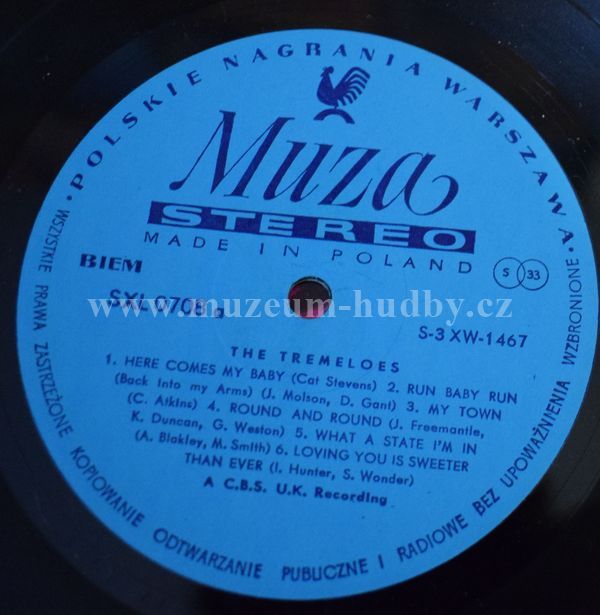 • POLSKIE NAGRANIA WARSZAWA •
Muza
STEREO
MADE IN POLAND
BIEM
S 33
SXL 0708 a
S-3 XW-1467
www.muzeum-hudby.cz
THE TREMELOES
1. HERE COMES MY BABY (Cat Stevens) 2. RUN BABY RUN
(Back Into my Arms) (J. Molson, D. Gant) 3. MY TOWN
(C. Atkins) 4. ROUND AND ROUND (J. Freemantle,
K. Duncan, G. Weston) 5. WHAT A STATE I'M IN
(A. Blakley, M. Smith) 6. LOVING YOU IS SWEETER
THAN EVER (I. Hunter, S. Wonder)
A C.B.S. U.K. Recording
WSZYSTKIE PRAWA ZASTRZEŻONE KOPIOWANIE ODTWARZANIE PUBLICZNE I RADIOWE BEZ UPOWAŻNIENIA WZBRONIONE